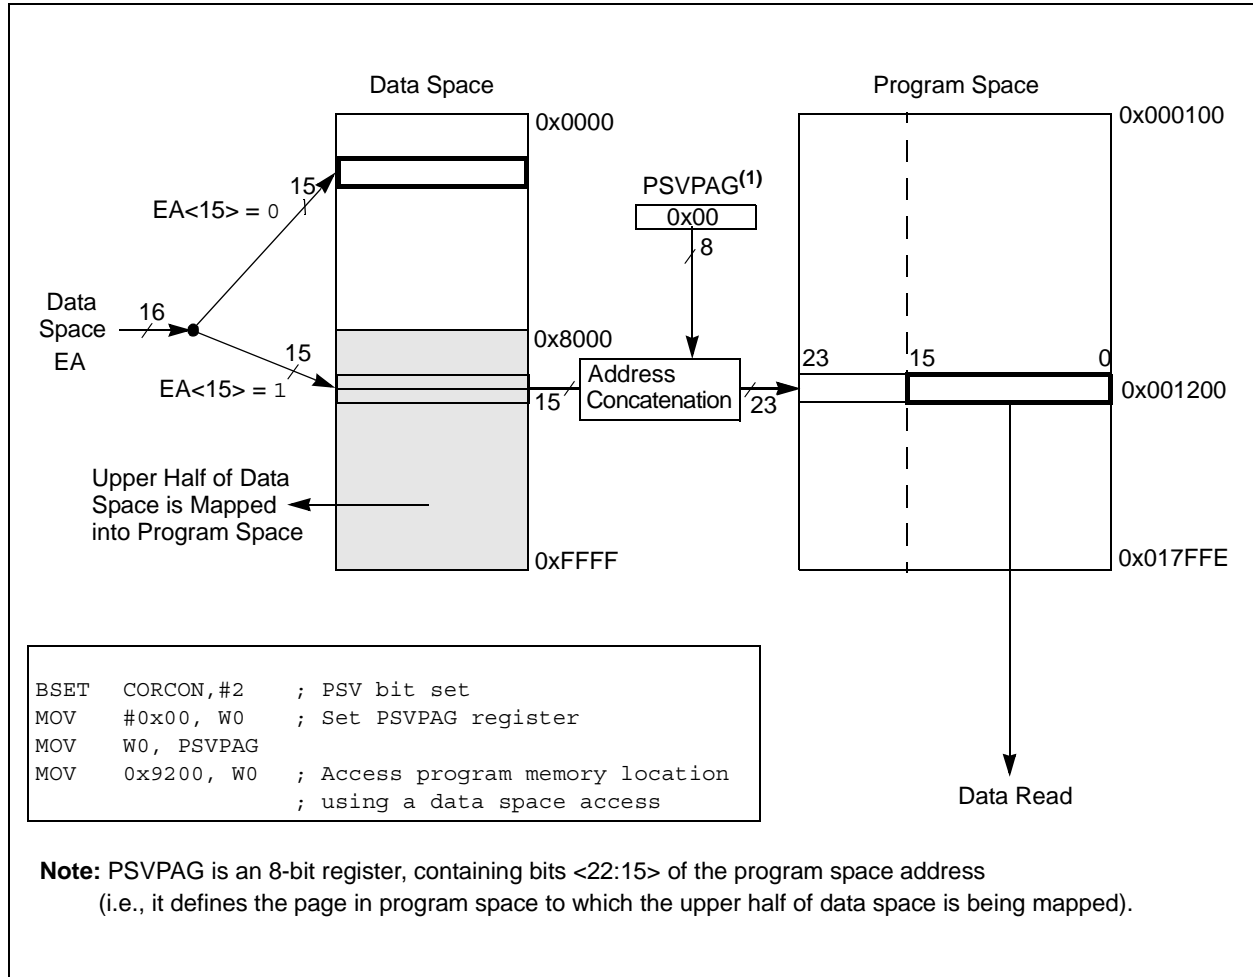 Data Space
Program Space
0x0000
0x000100
15
EA<15> = 0
PSVPAG(1)
0x00
8
Data
Space
EA
16
0x8000
15
EA<15> = 1
15
Address
Concatenation
23
23
15
0
0x001200
Upper Half of Data
Space is Mapped
into Program Space
0xFFFF
0x017FFE
BSET CORCON,#2 ; PSV bit set
MOV #0x00, W0 ; Set PSVPAG register
MOV W0, PSVPAG
MOV 0x9200, W0 ; Access program memory location
; using a data space access
Data Read
Note: PSVPAG is an 8-bit register, containing bits <22:15> of the program space address
(i.e., it defines the page in program space to which the upper half of data space is being mapped).